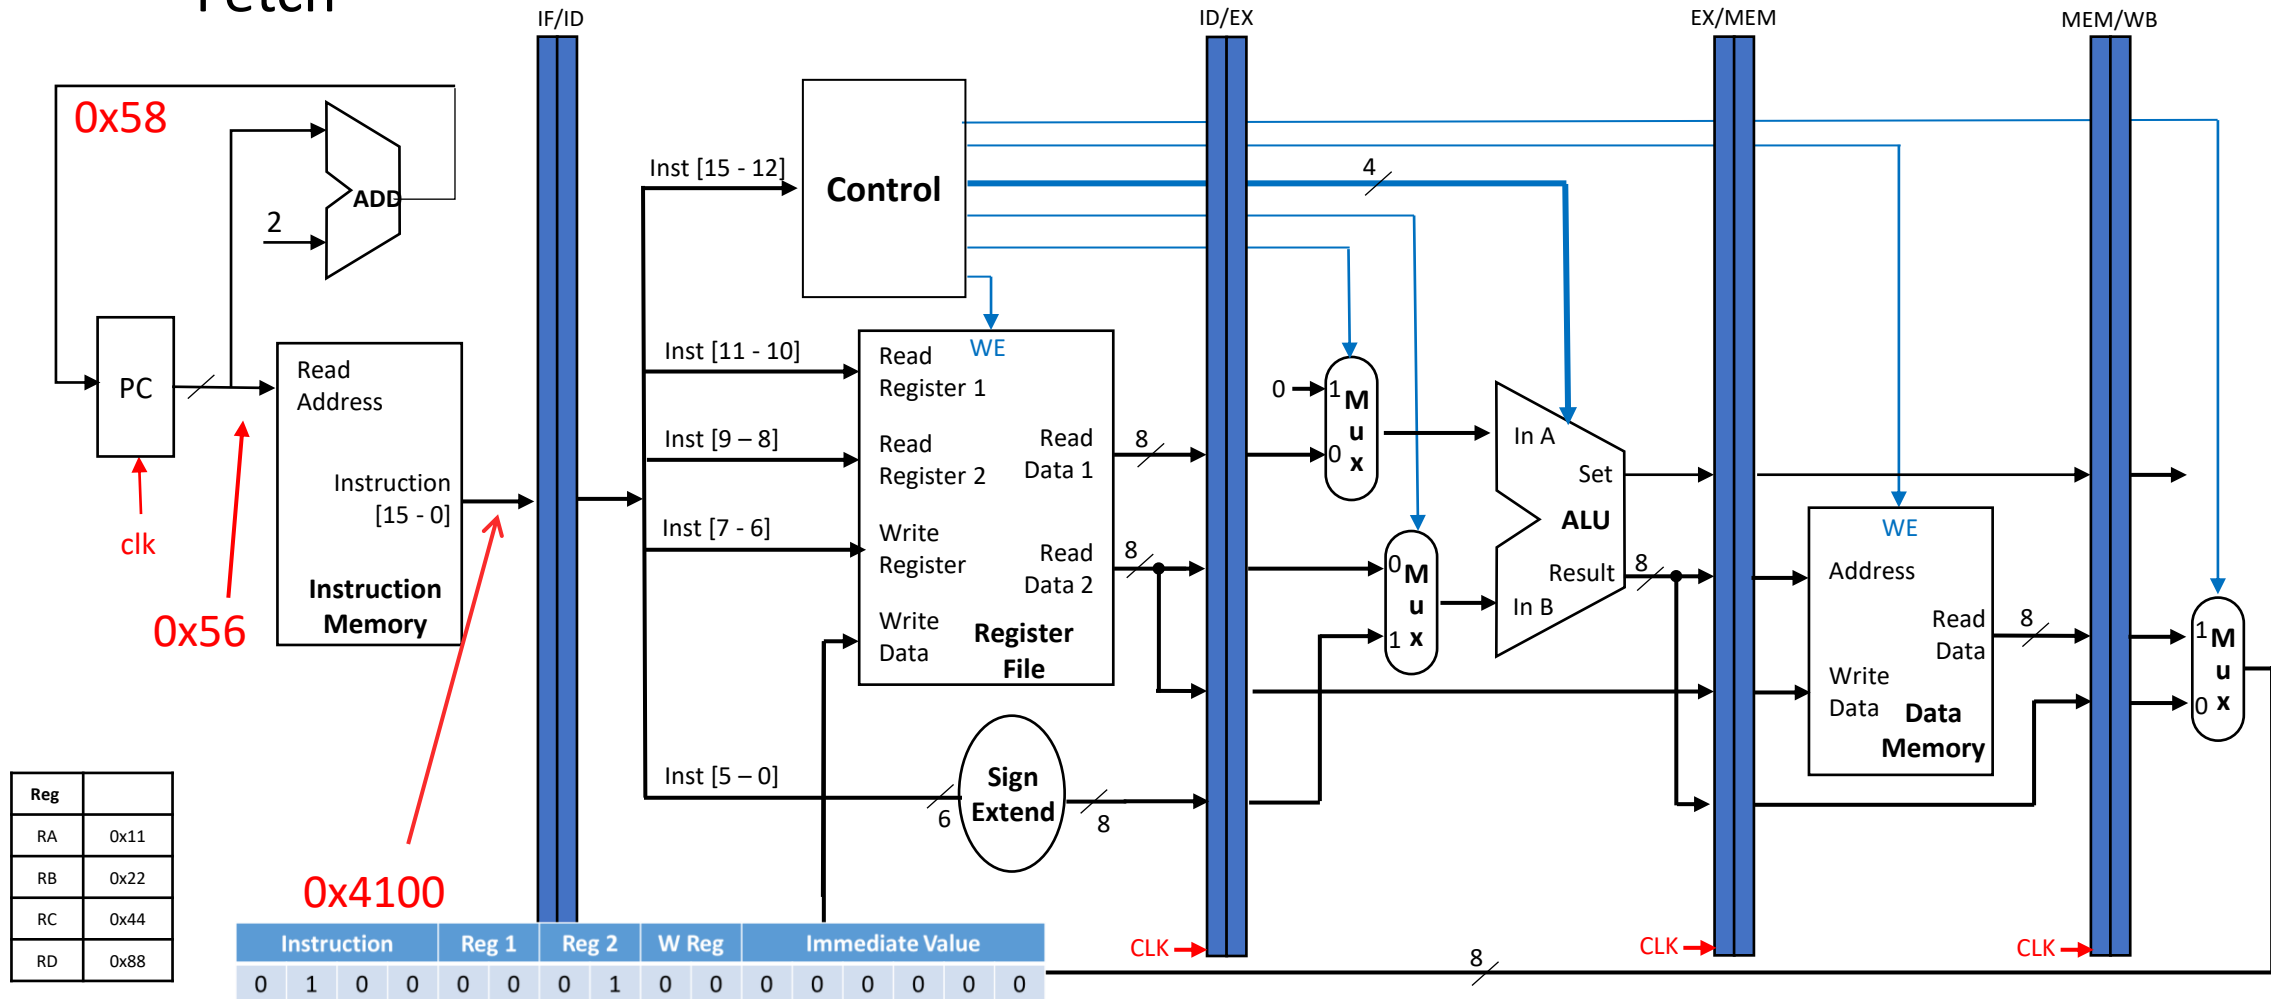 Fetch
IF/ID
ID/EX
EX/MEM
MEM/WB
0x58
ADD
2
PC
clk
0x56
Read
Address
Instruction
[15 - 0]
Instruction
Memory
0x4100
Inst [15 - 12]
Control
4
Inst [11 - 10]
Inst [9 – 8]
Inst [7 - 6]
Inst [5 – 0]
WE
Read
Register 1
Read
Register 2
Write
Register
Write
Data
Read
Data 1
Read
Data 2
Register
File
8
8
6
Sign
Extend
8
0
1
0
M
u
x
0
1
M
u
x
In A
In B
Set
ALU
Result
8
WE
Address
Read
Data
Write
Data
Data
Memory
8
1
0
M
u
x
CLK
CLK
CLK
8
Reg
RA 0x11
RB 0x22
RC 0x44
RD 0x88
Instruction Reg 1 Reg 2 W Reg Immediate Value
0 1 0 0 0 0 0 1 0 0 0 0 0 0 0 0